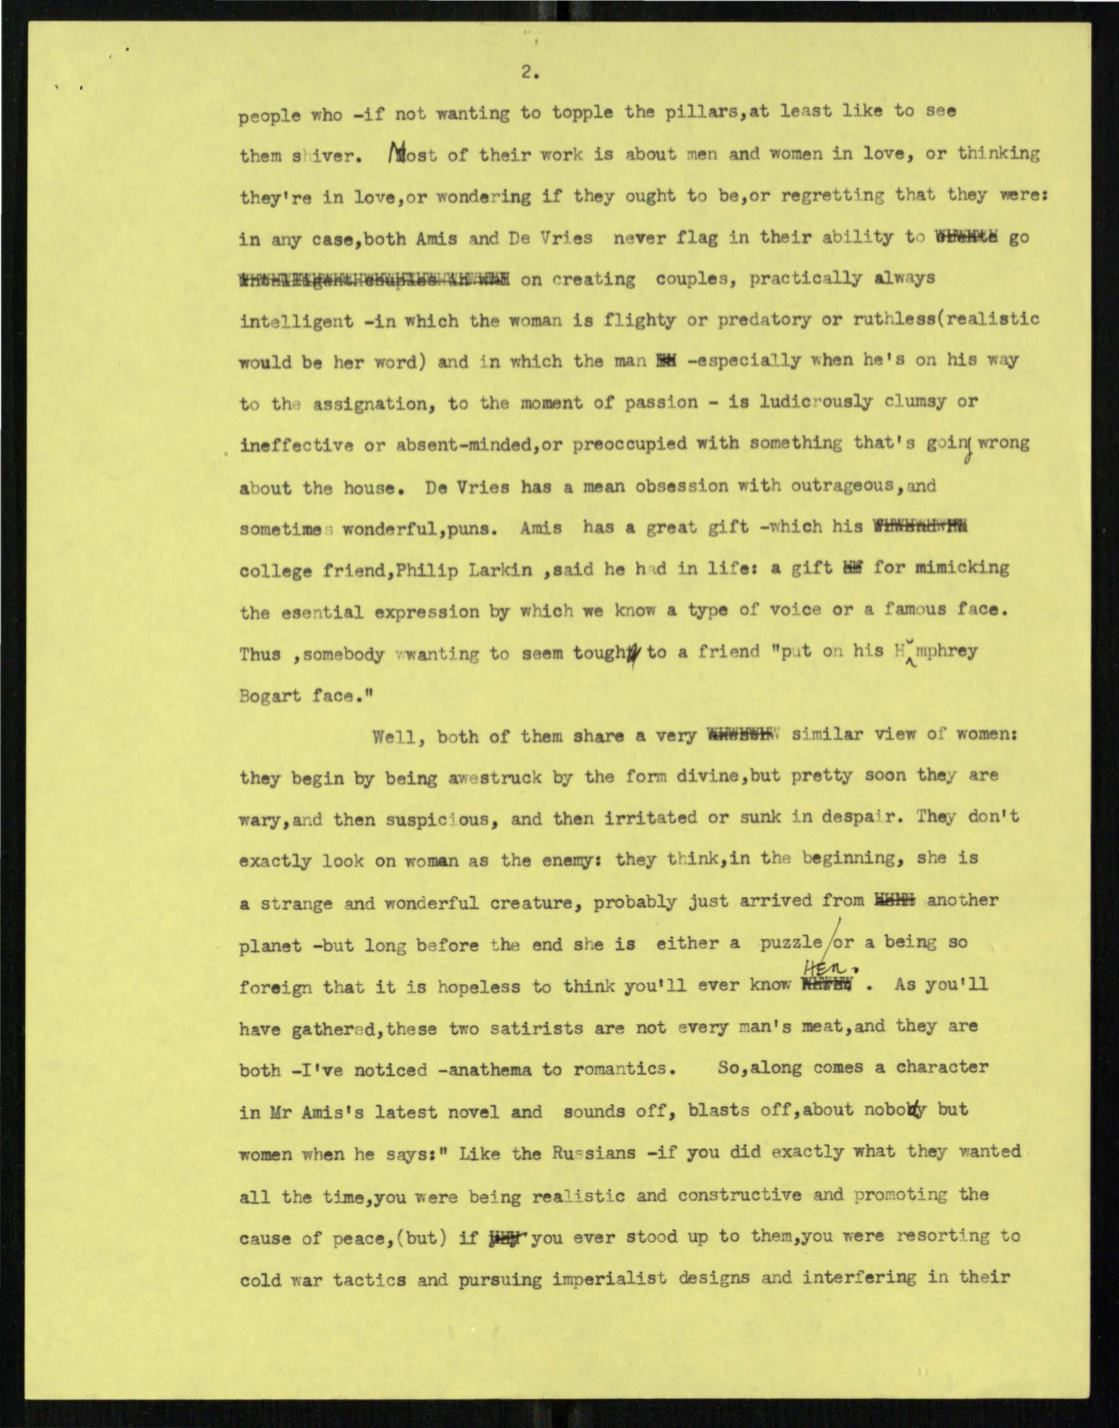 2.
people who -if not wanting to topple the pillars,at least like to see
them shiver. Most of their work is about men and women in love, or thinking
they're in love,or wondering if they ought to be,or regretting that they were:
in any case,both Amis and De Vries never flag in their ability to go
on creating couples, practically always
intelligent -in which the woman is flighty or predatory or ruthless(realistic
would be her word) and in which the man -especially when he's on his way
to the assignation, to the moment of passion - is ludicrously clumsy or
ineffective or absent-minded,or preoccupied with something that's going wrong
about the house. De Vries has a mean obsession with outrageous,and
sometimes wonderful,puns. Amis has a great gift -which his
college friend,Philip Larkin ,said he had in life: a gift for mimicking
the esential expression by which we know a type of voice or a famous face.
Thus ,somebody wwanting to seem tough to a friend "put on his Humphrey
Bogart face."
Well, both of them share a very similar view of women:
they begin by being awestruck by the form divine,but pretty soon they are
wary,and then suspicious, and then irritated or sunk in despair. They don't
exactly look on woman as the enemy: they think,in the beginning, she is
a strange and wonderful creature, probably just arrived from another
planet -but long before the end she is either a puzzle/or a being so
foreign that it is hopeless to think you'll ever know HER. . As you'll
have gathered,these two satirists are not every man's meat,and they are
both -I've noticed -anathema to romantics. So,along comes a character
in Mr Amis's latest novel and sounds off, blasts off,about nobody but
women when he says:" Like the Russians -if you did exactly what they wanted
all the time,you were being realistic and constructive and promoting the
cause of peace,(but) if you ever stood up to them,you were resorting to
cold war tactics and pursuing imperialist designs and interfering in their